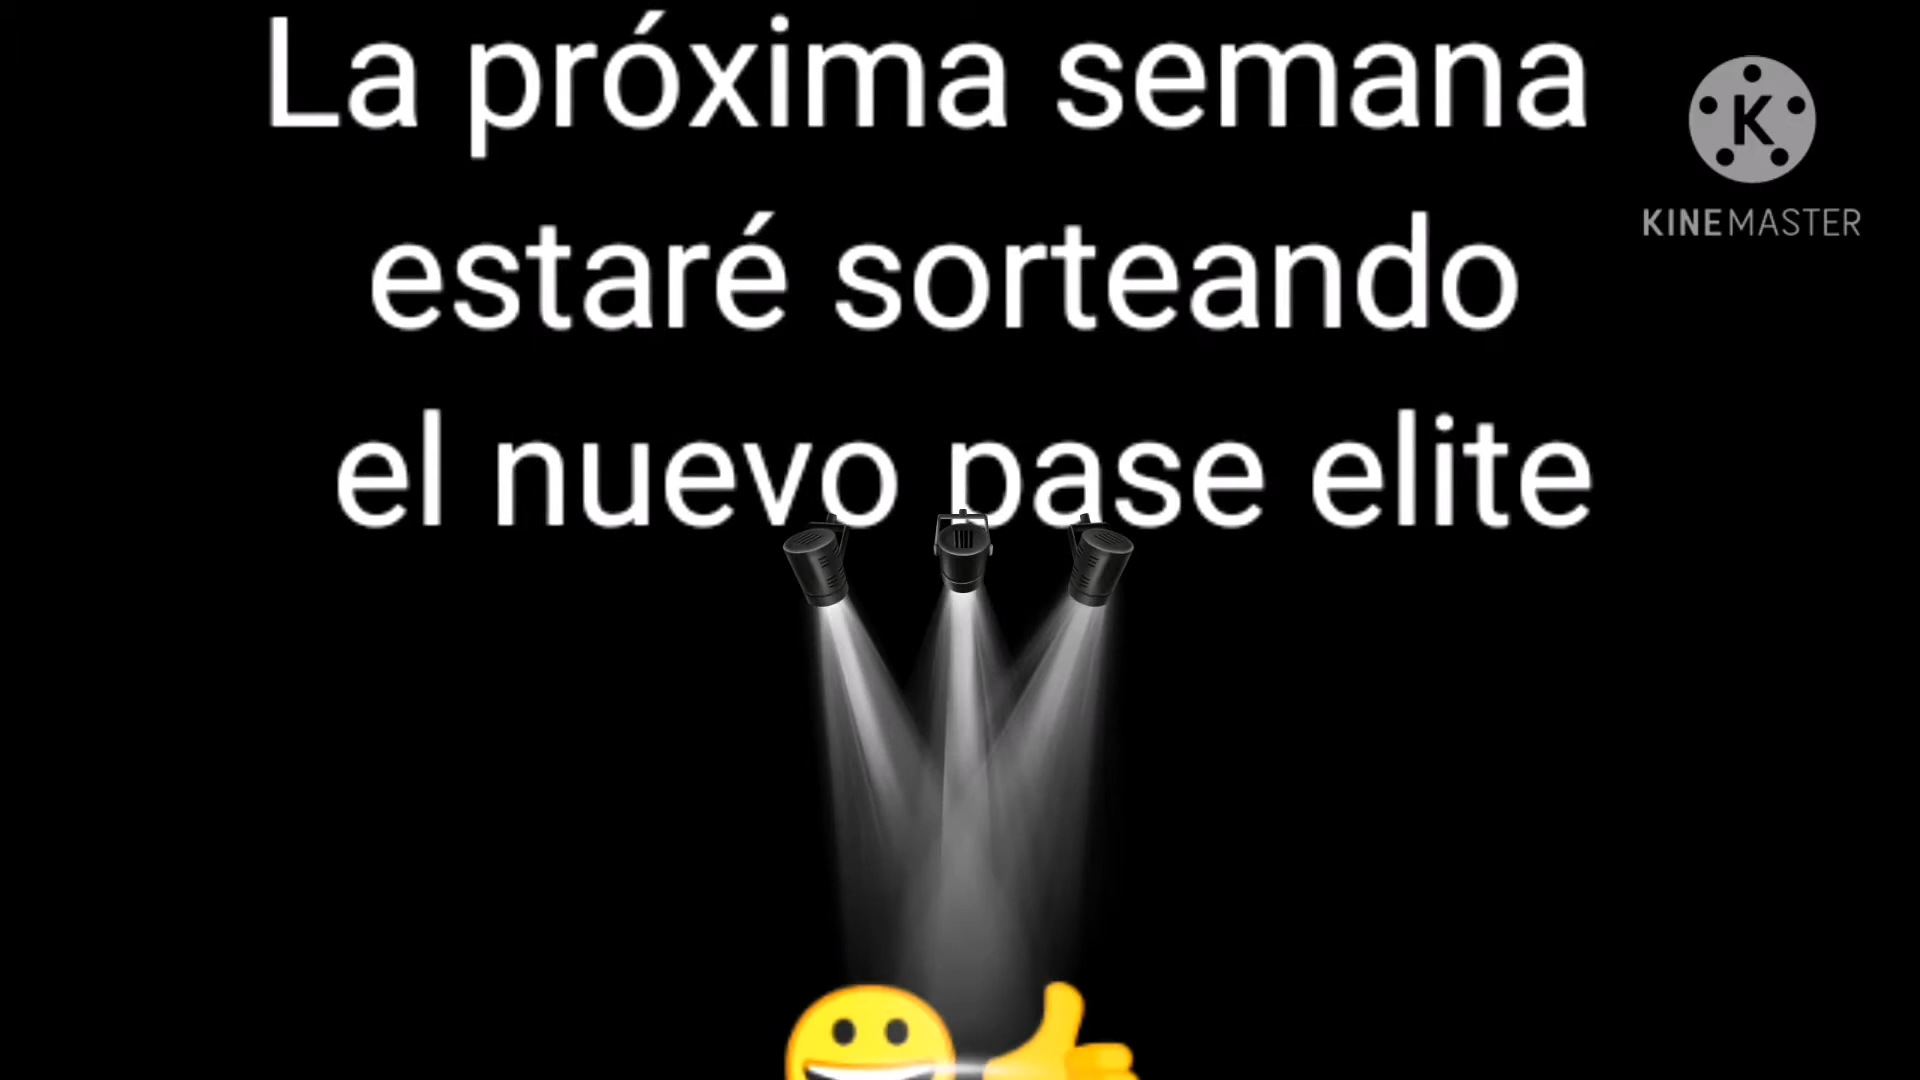 La próxima semana
estaré sorteando
el nuevo pase elite
K
KINEMASTER